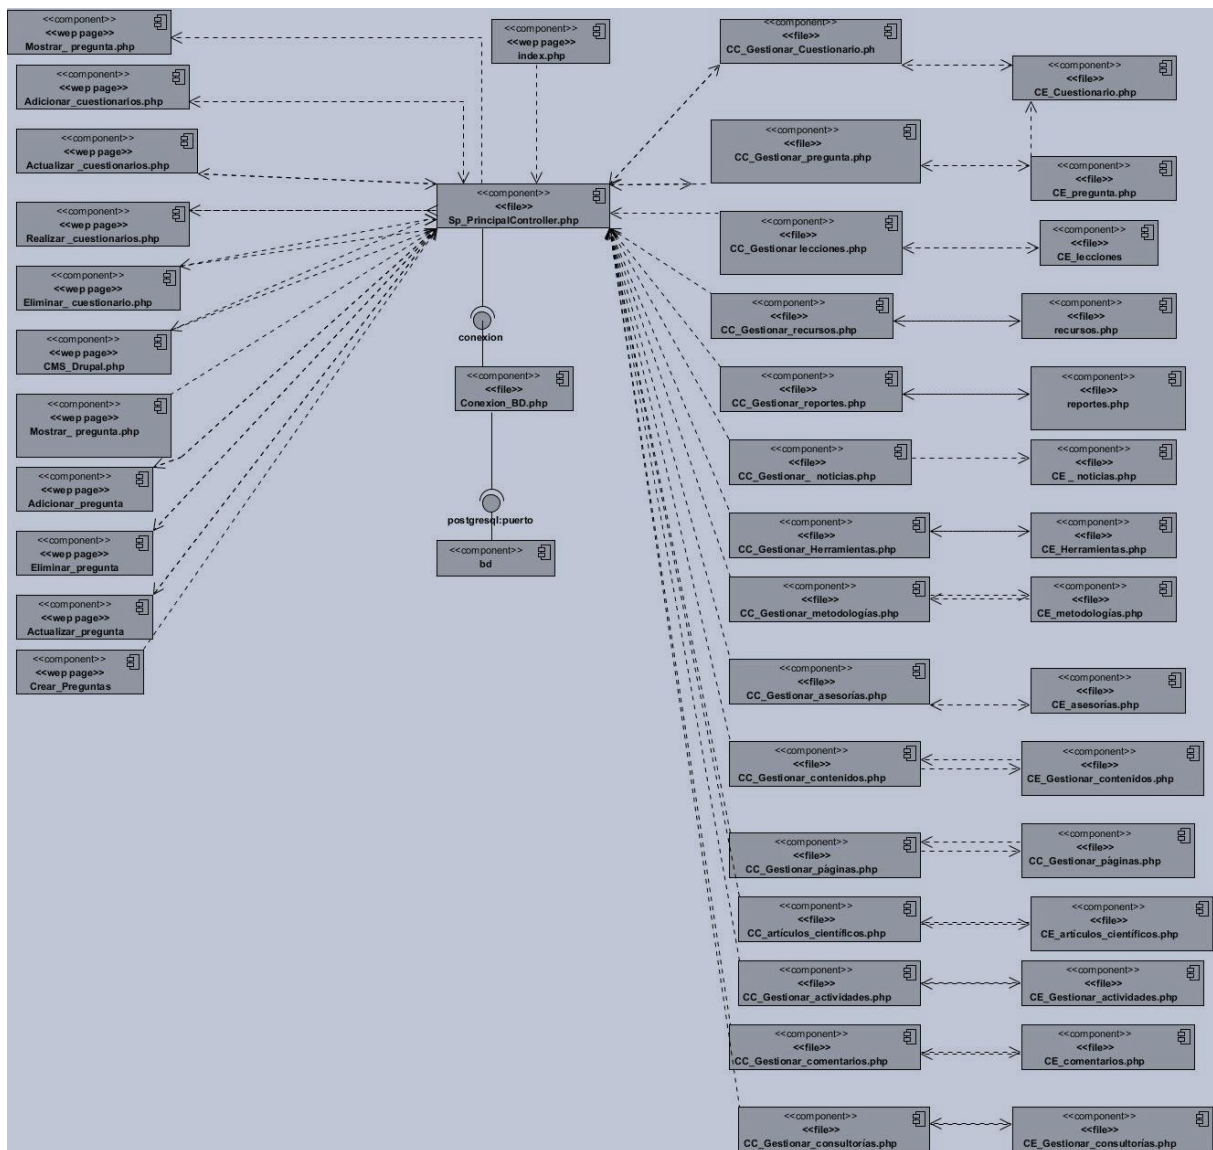 <<component>>
<<wep page>>
Mostrar_ pregunta.php
<<component>>
<<wep page>>
Adicionar_cuestionarios.php
<<component>>
<<wep page>>
Actualizar _cuestionarios.php
<<component>>
<<wep page>>
Realizar _cuestionarios.php
<<component>>
<<wep page>>
Eliminar_ cuestionario.php
<<component>>
<<wep page>>
CMS_Drupal.php
<<component>>
<<wep page>>
Mostrar_ pregunta.php
<<component>>
<<wep page>>
Adicionar_pregunta
<<component>>
<<wep page>>
Eliminar_pregunta
<<component>>
<<wep page>>
Actualizar_pregunta
<<component>>
<<wep page>>
Crear_Preguntas
<<component>>
<<wep page>>
index.php
<<component>>
<<file>>
Sp_PrincipalController.php
conexion
<<component>>
<<file>>
Conexion_BD.php
postgresql:puerto
<<component>>
bd
<<component>>
<<file>>
CC_Gestionar_Cuestionario.ph
<<component>>
<<file>>
CE_Cuestionario.php
<<component>>
<<file>>
CC_Gestionar_pregunta.php
<<component>>
<<file>>
CE_pregunta.php
<<component>>
<<file>>
CC_Gestionar lecciones.php
<<component>>
<<file>>
CE_lecciones
<<component>>
<<file>>
CC_Gestionar_recursos.php
<<component>>
<<file>>
recursos.php
<<component>>
<<file>>
CC_Gestionar_reportes.php
<<component>>
<<file>>
reportes.php
<<component>>
<<file>>
CC_Gestionar_ noticias.php
<<component>>
<<file>>
CE _ noticias.php
<<component>>
<<file>>
CC_Gestionar_Herramientas.php
<<component>>
<<file>>
CE_Herramientas.php
<<component>>
<<file>>
CC_Gestionar_metodologías.php
<<component>>
<<file>>
CE_metodologías.php
<<component>>
<<file>>
CC_Gestionar_asesorías.php
<<component>>
<<file>>
CE_asesorías.php
<<component>>
<<file>>
CC_Gestionar_contenidos.php
<<component>>
<<file>>
CE_Gestionar_contenidos.php
<<component>>
<<file>>
CC_Gestionar_páginas.php
<<component>>
<<file>>
CC_Gestionar_páginas.php
<<component>>
<<file>>
CC_artículos_científicos.php
<<component>>
<<file>>
CE_artículos_científicos.php
<<component>>
<<file>>
CC_Gestionar_actividades.php
<<component>>
<<file>>
CE_Gestionar_actividades.php
<<component>>
<<file>>
CC_Gestionar_comentarios.php
<<component>>
<<file>>
CE_comentarios.php
<<component>>
<<file>>
CC_Gestionar_consultorías.php
<<component>>
<<file>>
CE_Gestionar_consultorías.php